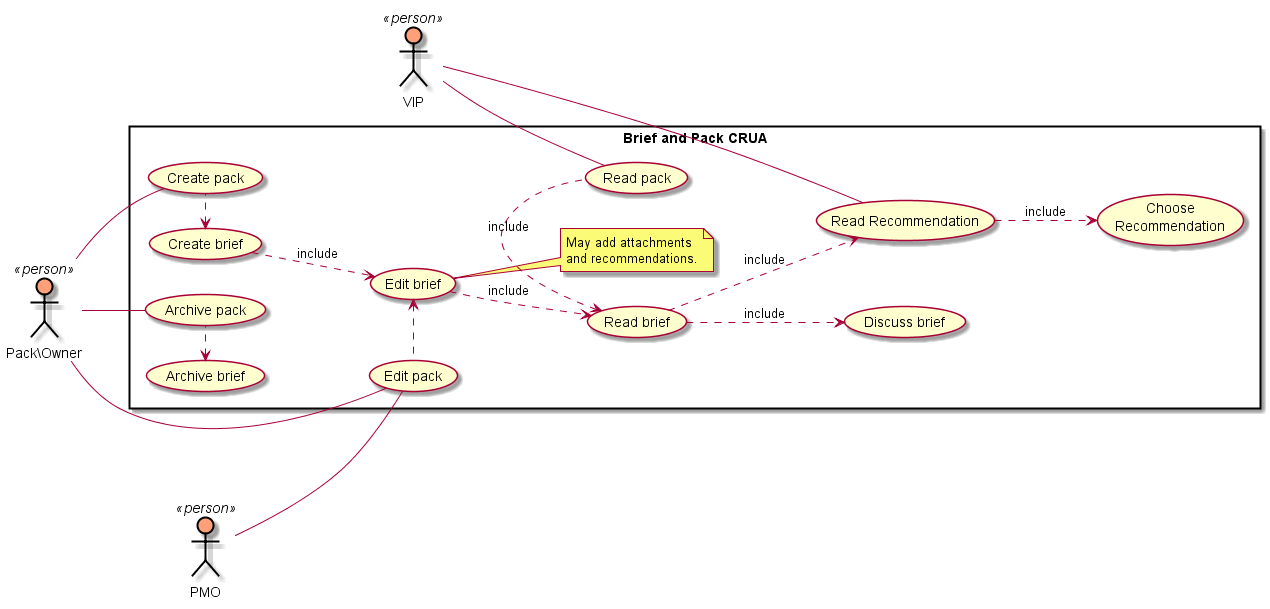 «person»
VIP
Brief and Pack CRUA
Create pack
Read pack
Create brief
include
include
May add attachments
and recommendations.
Read Recommendation
include
Choose
Recommendation
«person»
Pack\Owner
Edit brief
include
include
Archive pack
Read brief
include
Discuss brief
Archive brief
Edit pack
«person»
PMO